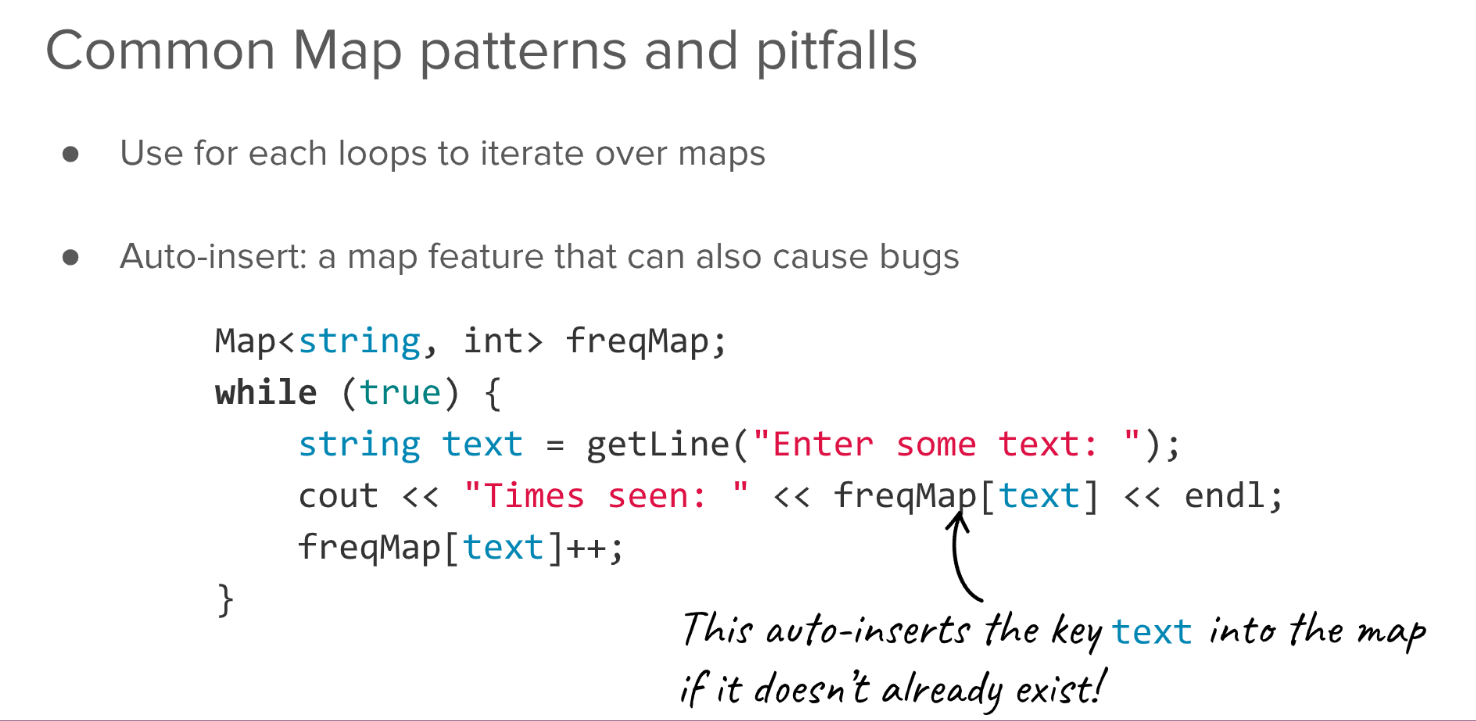 Common Map patterns and pitfalls
● Use for each loops to iterate over maps
● Auto-insert: a map feature that can also cause bugs
Map<string, int> freqMap;
while (true) {
    string text = getLine("Enter some text: ");
    cout << "Times seen: " << freqMap[text] << endl;
    freqMap[text]++;
}
This auto-inserts the key text into the map
if it doesn't already exist!